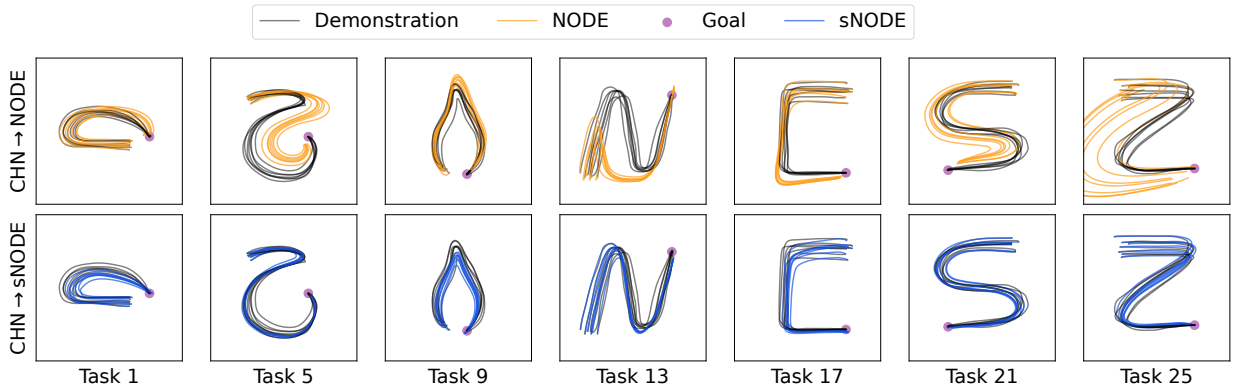 Demonstration NODE Goal sNODE
CHN → NODE
CHN → sNODE
Task 1 Task 5 Task 9 Task 13 Task 17 Task 21 Task 25